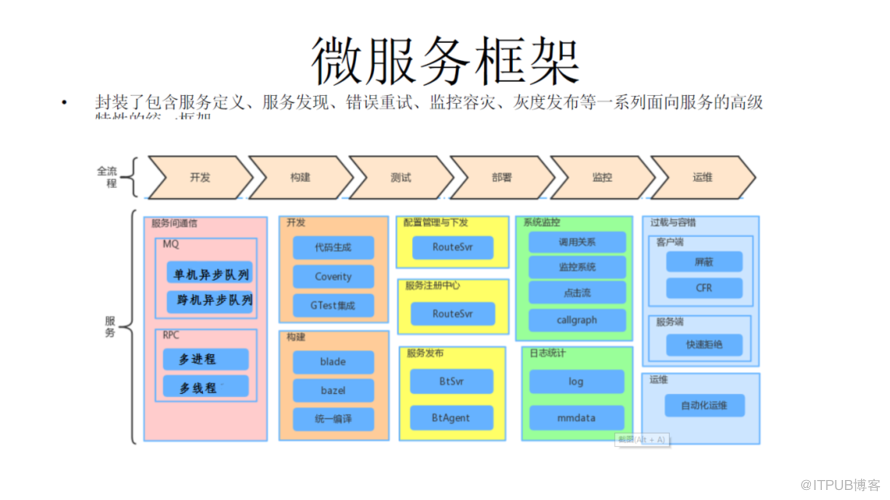 微服务框架
• 封装了包含服务定义、服务发现、错误重试、监控容灾、灰度发布等一系列面向服务的高级
特性的统一框架
全流程
开发
构建
测试
部署
监控
运维
服务
服务间通信
MQ
单机异步队列
跨机异步队列
RPC
多进程
多线程
开发
代码生成
Coverity
GTest集成
构建
blade
bazel
统一编译
配置管理与下发
RouteSvr
服务注册中心
RouteSvr
服务发布
BtSvr
BtAgent
系统监控
调用关系
监控系统
点击流
callgraph
日志统计
log
mmdata
过载与容错
客户端
屏蔽
CFR
服务端
快速拒绝
运维
自动化运维
截屏(Alt + A)
@ITPUB博客